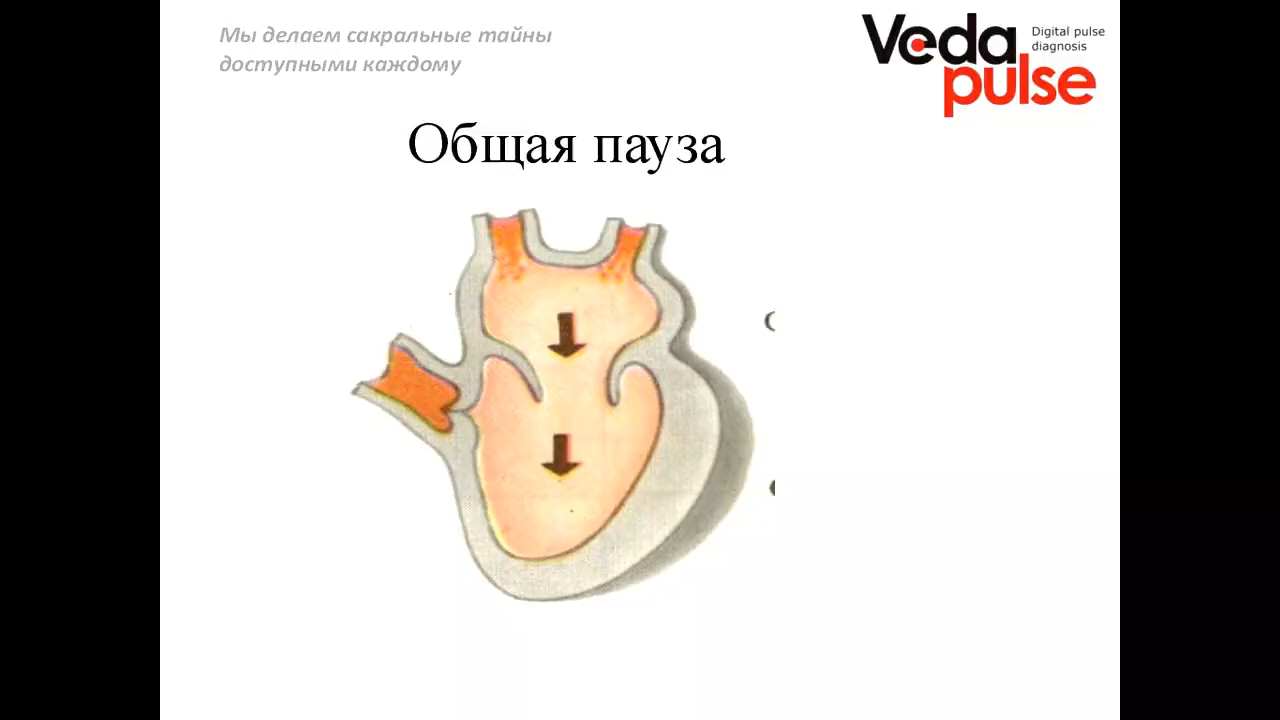 Мы делаем сакральные тайны
доступными каждому
Veda
pulse
Digital pulse
diagnosis
Общая пауза